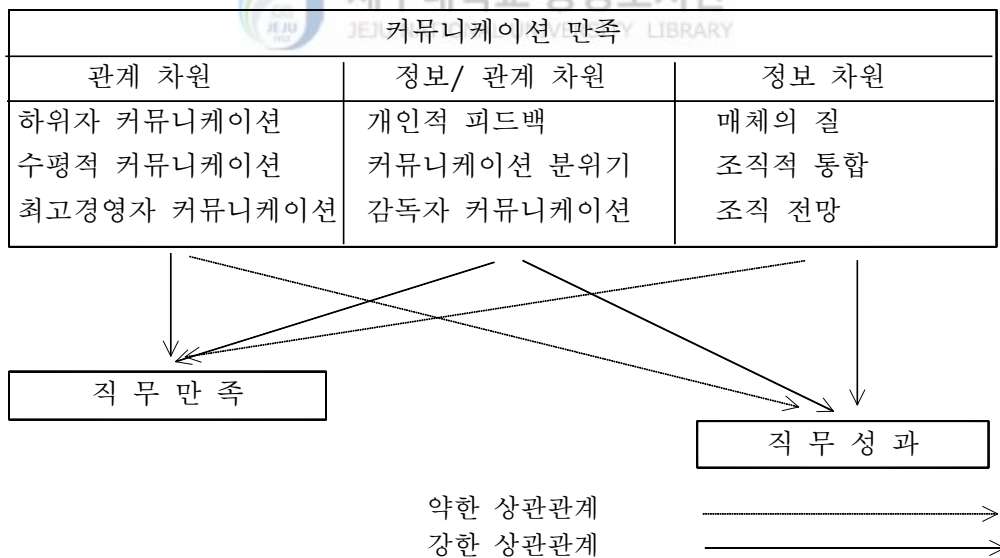 JEJU NATIONAL UNIVERSITY LIBRARY
커뮤니케이션 만족
관계 차원 정보/ 관계 차원 정보 차원
하위자 커뮤니케이션 개인적 피드백 매체의 질
수평적 커뮤니케이션 커뮤니케이션 분위기 조직적 통합
최고경영자 커뮤니케이션 감독자 커뮤니케이션 조직 전망
직 무 만 족
직 무 성 과
약한 상관관계
강한 상관관계